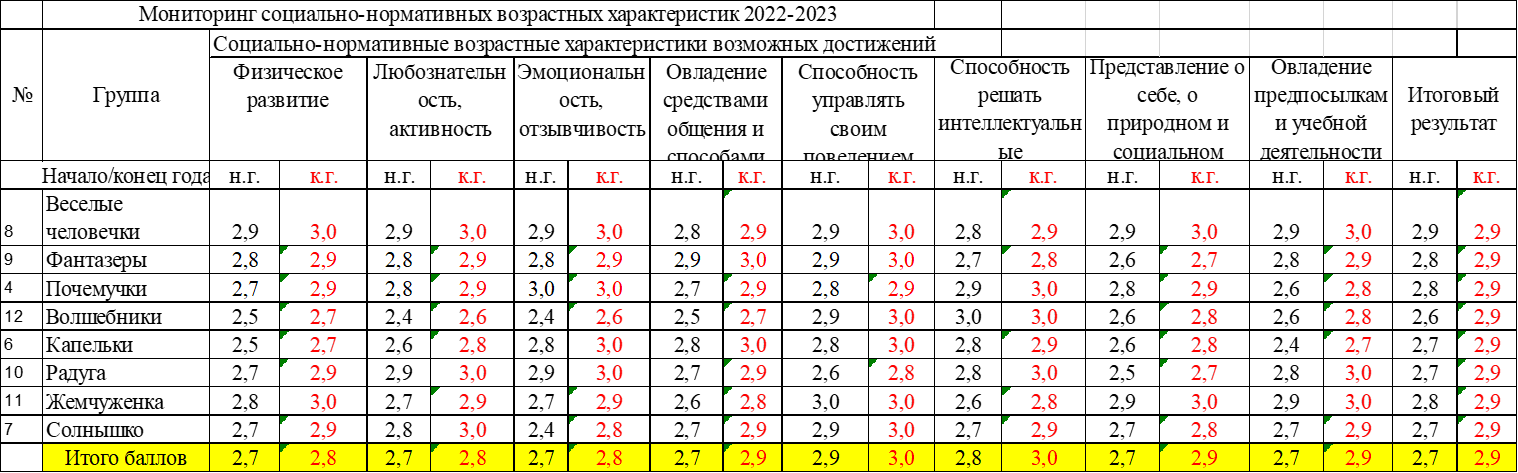 Мониторинг социально-нормативных возрастных характеристик 2022-2023
Социально-нормативные возрастные характеристики возможных достижений
№
Группа
Физическое
развитие
Любознательн
ость,
активность
Эмоциональн
ость,
отзывчивость
Овладение
средствами
общения и
способами
Способность
управлять
своим
поведением
Способность
решать
интеллектуальн
ые
Представление о
себе, о
природном и
социальном
Овладение
предпосылкам
и учебной
деятельности
Итоговый
результат
Начало/конец года н.г. к.г. н.г. к.г. н.г. к.г. н.г. к.г. н.г. к.г. н.г. к.г. н.г. к.г. н.г. к.г. н.г. к.г.
Веселые
8 человечки 2,9 3,0 2,9 3,0 2,9 3,0 2,8 2,9 2,9 3,0 2,8 2,9 2,9 3,0 2,9 3,0 2,9 2,9
9 Фантазеры 2,8 2,9 2,8 2,9 2,8 2,9 2,9 3,0 2,9 3,0 2,7 2,8 2,6 2,7 2,8 2,9 2,8 2,9
4 Почемучки 2,7 2,9 2,8 2,9 3,0 3,0 2,7 2,9 2,8 2,9 2,9 3,0 2,8 2,9 2,6 2,8 2,8 2,9
12 Волшебники 2,5 2,7 2,4 2,6 2,4 2,6 2,5 2,7 2,9 3,0 3,0 3,0 2,6 2,8 2,6 2,8 2,6 2,9
6 Капельки 2,5 2,7 2,6 2,8 2,8 3,0 2,8 3,0 2,8 3,0 2,8 2,9 2,6 2,8 2,4 2,7 2,7 2,9
10 Радуга 2,7 2,9 2,9 3,0 2,9 3,0 2,7 2,9 2,6 2,8 2,8 3,0 2,5 2,7 2,8 3,0 2,7 2,9
11 Жемчуженка 2,8 3,0 2,7 2,9 2,7 2,9 2,6 2,8 3,0 3,0 2,6 2,8 2,9 3,0 2,9 3,0 2,8 2,9
7 Солнышко 2,7 2,9 2,8 3,0 2,4 2,8 2,7 2,9 2,9 3,0 2,7 2,9 2,7 2,8 2,7 2,9 2,7 2,9
Итого баллов 2,7 2,8 2,7 2,8 2,7 2,8 2,7 2,9 2,9 3,0 2,8 3,0 2,7 2,9 2,7 2,9 2,7 2,9